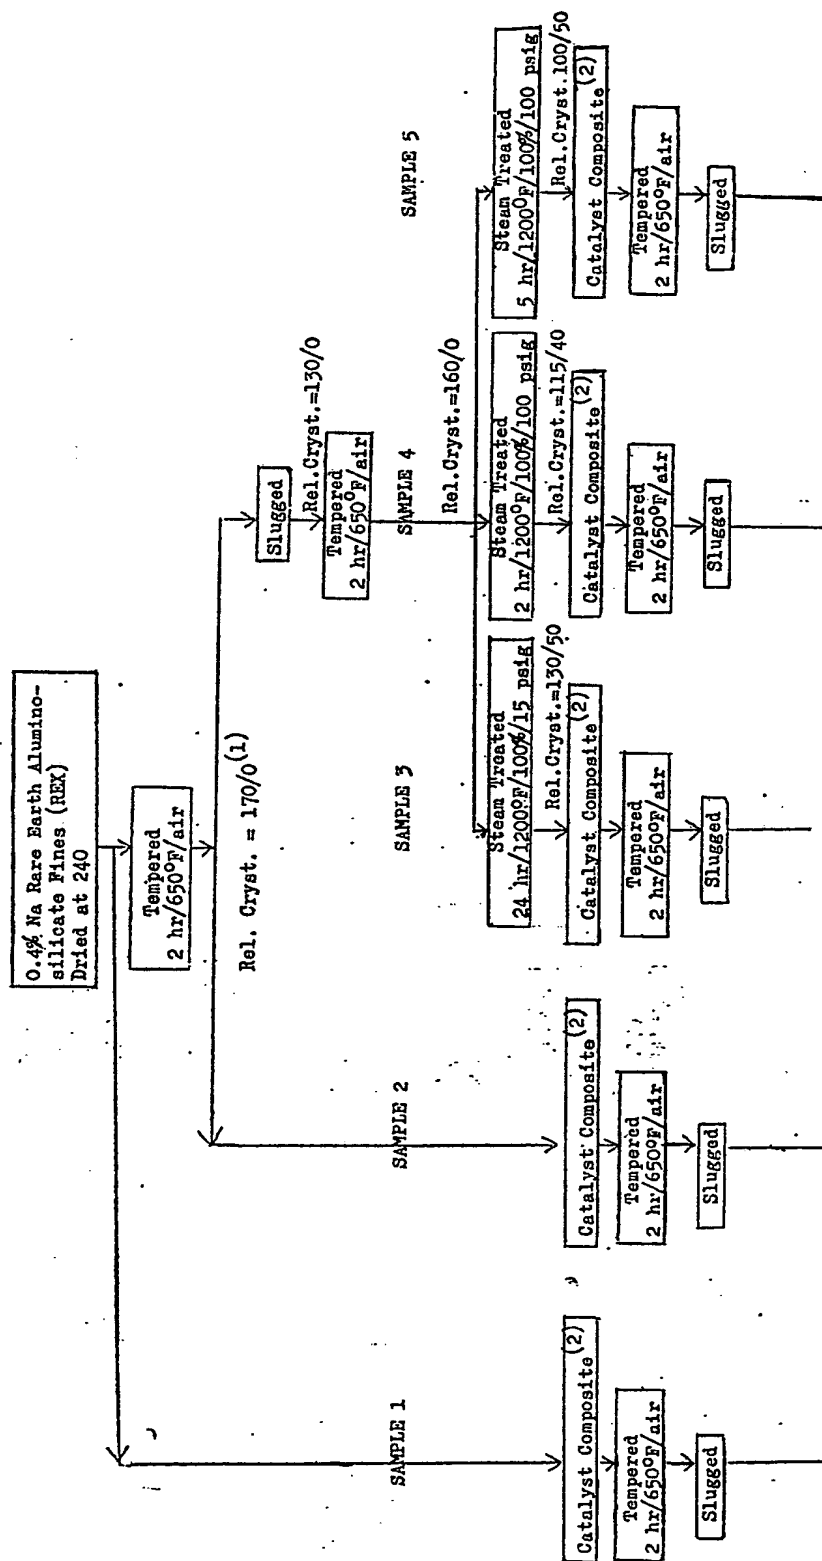 0.4% Na Rare Earth Alumino-
silicate Fines (REX)
Dried at 240
Tempered
2 hr/650°F/air
Rel. Cryst. = 170/0(1)
Slugged
Rel.Cryst.=130/0
Tempered
2 hr/650°F/air
SAMPLE 1
SAMPLE 2
SAMPLE 3
SAMPLE 4
SAMPLE 5
Rel.Cryst.=160/0
Steam Treated
24 hr/1200°F/100%/15 psig
Steam Treated
2 hr/1200°F/100%/100 psig
Steam Treated
5 hr/1200°F/100%/100 psig
Rel.Cryst.=130/50
Rel.Cryst.=115/40
Rel.Cryst.100/50
Catalyst Composite(2)
Catalyst Composite(2)
Catalyst Composite(2)
Catalyst Composite(2)
Catalyst Composite(2)
Tempered
2 hr/650°F/air
Tempered
2 hr/650°F/air
Tempered
2 hr/650°F/air
Tempered
2 hr/650°F/air
Tempered
2 hr/650°F/air
Slugged
Slugged
Slugged
Slugged
Slugged